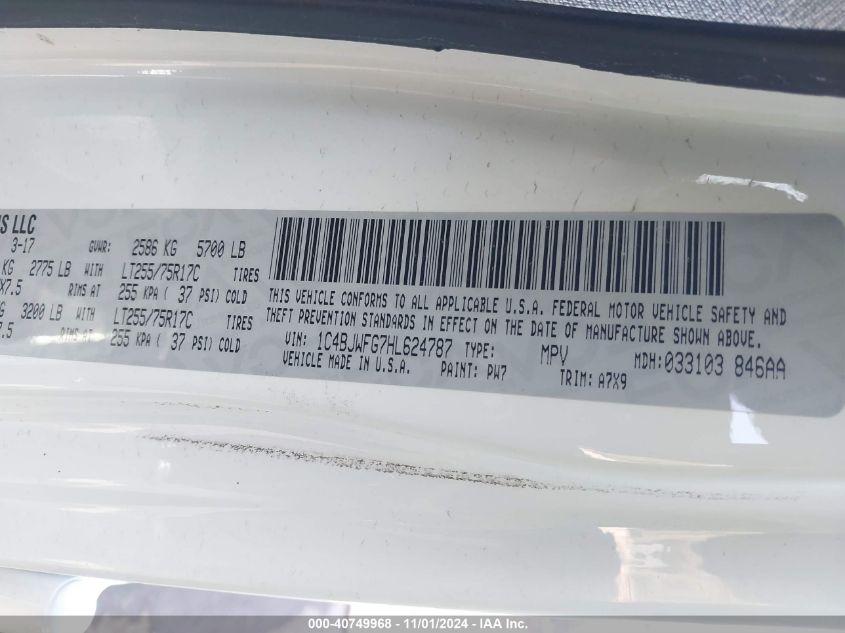 S LLC
3-17 GVWR: 2586 KG 5700 LB
KG 2775 LB WITH LT255/75R17C TIRES
X7.5 RIMS AT 255 KPA ( 37 PSI) COLD
G 3200 LB WITH LT255/75R17C TIRES
7.5 RIMS AT 255 KPA ( 37 PSI) COLD
THIS VEHICLE CONFORMS TO ALL APPLICABLE U.S.A. FEDERAL MOTOR VEHICLE SAFETY AND
THEFT PREVENTION STANDARDS IN EFFECT ON THE DATE OF MANUFACTURE SHOWN ABOVE.
VIN: 1C4BJWFG7HL624787 TYPE: MPV MDH:033103 846AA
VEHICLE MADE IN U.S.A. PAINT: PW7 TRIM: A7X9
000-40749968 - 11/01/2024 - IAAI, Inc.